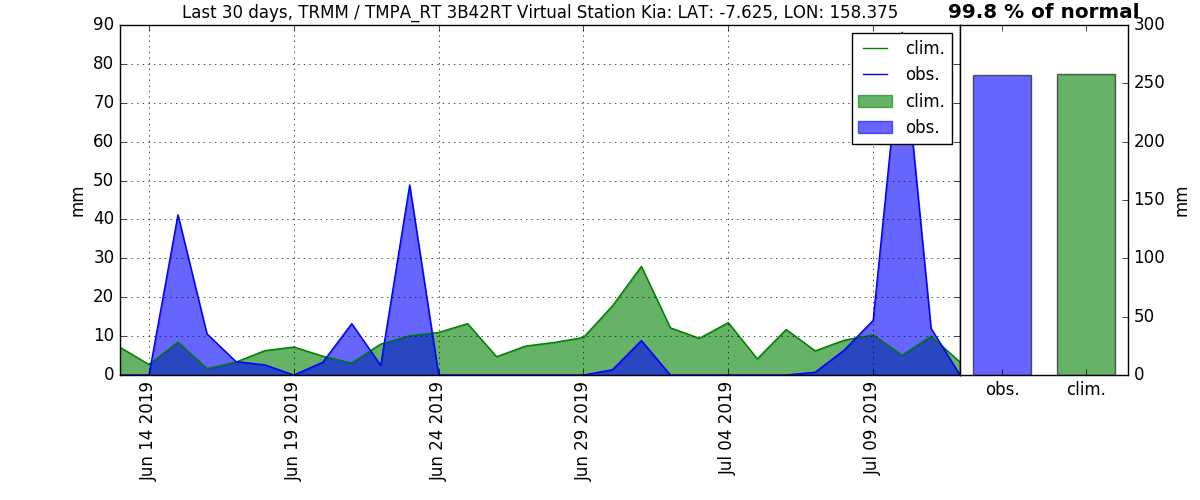 Last 30 days, TRMM / TMPA_RT 3B42RT Virtual Station Kia: LAT: -7.625, LON: 158.375
99.8 % of normal
90
80
70
60
50
40
30
20
10
0
mm
clim.
obs.
clim.
obs.
Jun 14 2019
Jun 19 2019
Jun 24 2019
Jun 29 2019
Jul 04 2019
Jul 09 2019
300
250
200
150
100
50
0
mm
obs.
clim.